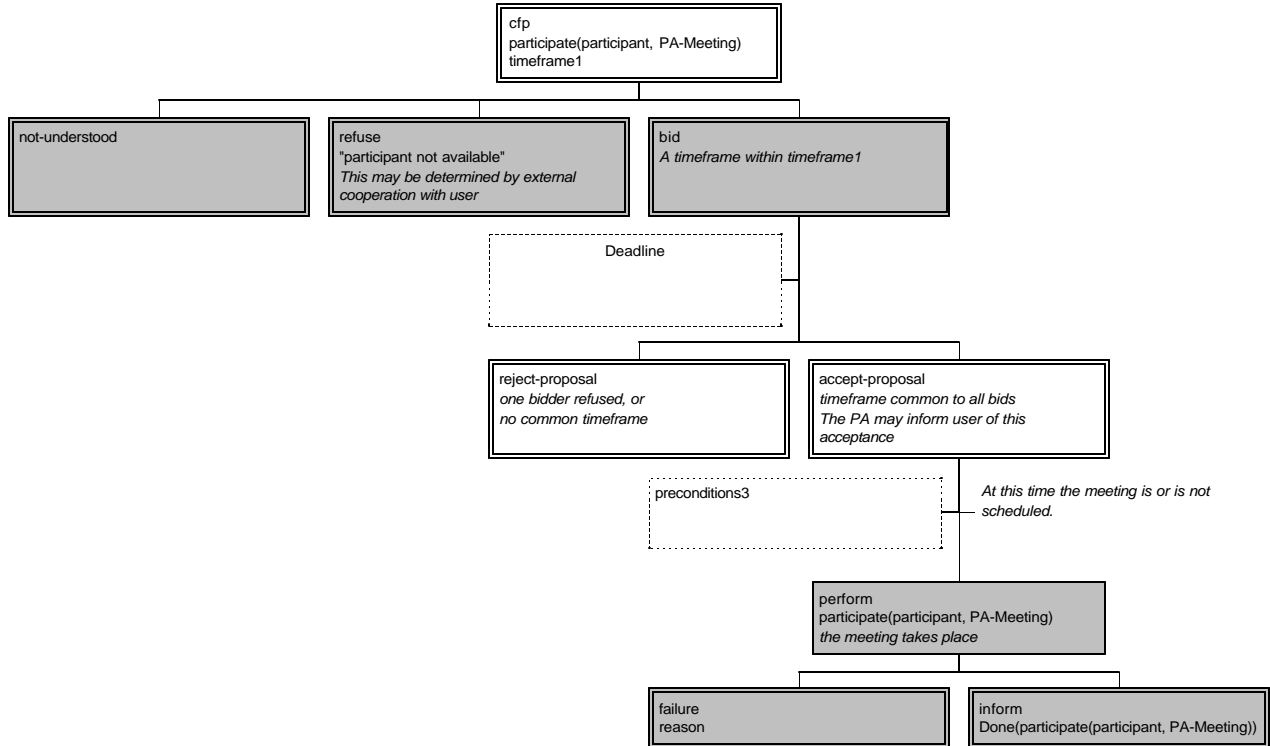 cfp
participate(participant, PA-Meeting)
timeframe1
not-understood
refuse
"participant not available"
This may be determined by external
cooperation with user
bid
A timeframe within timeframe1
Deadline
reject-proposal
one bidder refused, or
no common timeframe
accept-proposal
timeframe common to all bids
The PA may inform user of this
acceptance
preconditions3
At this time the meeting is or is not
scheduled.
perform
participate(participant, PA-Meeting)
the meeting takes place
failure
reason
inform
Done(participate(participant, PA-Meeting))